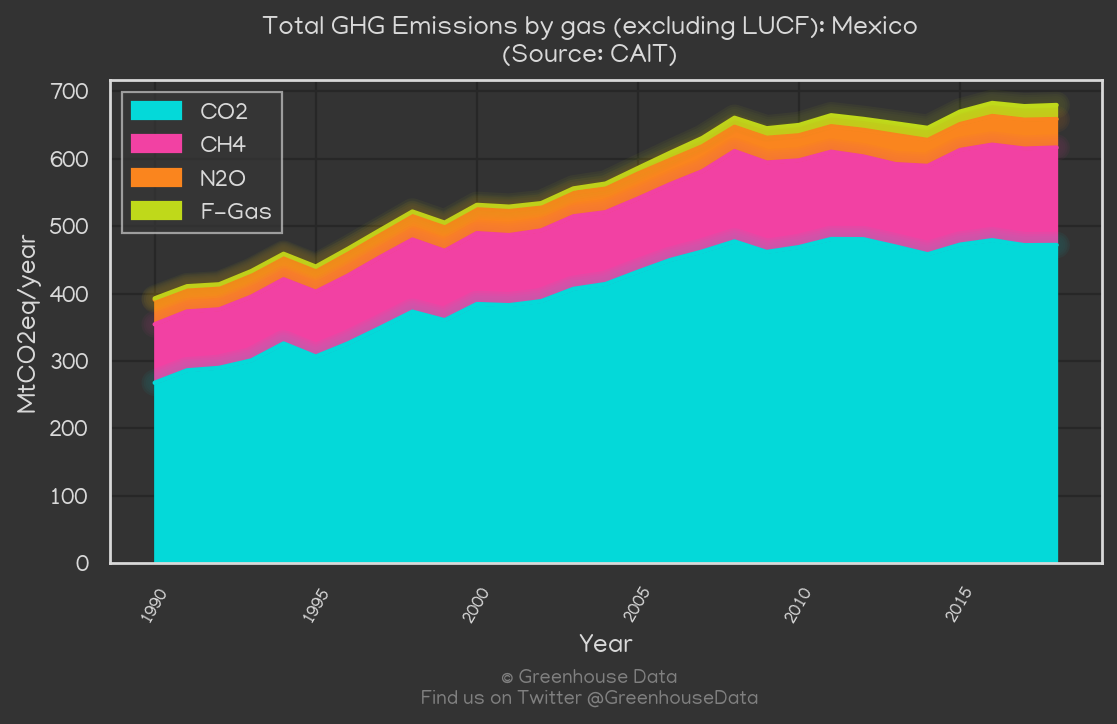 Total GHG Emissions by gas (excluding LUCF): Mexico
(Source: CAIT)
MtCO2eq/year
700
600
500
400
300
200
100
0
CO2
CH4
N2O
F-Gas
1990
1995
2000
2005
2010
2015
Year
© Greenhouse Data
Find us on Twitter @GreenhouseData